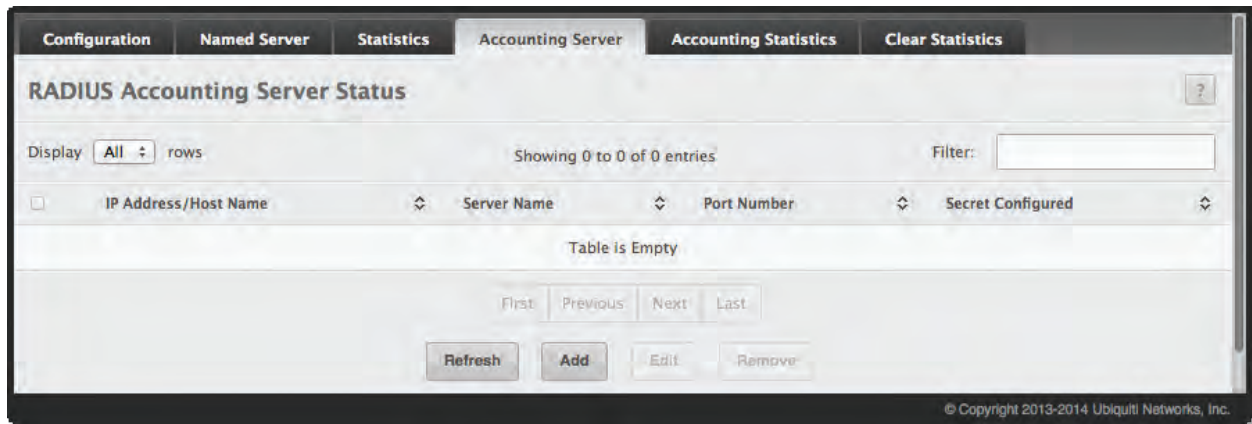 Configuration Named Server Statistics Accounting Server Accounting Statistics Clear Statistics
RADIUS Accounting Server Status ?
Display All rows Showing 0 to 0 of 0 entries Filter:
IP Address/Host Name Server Name Port Number Secret Configured
Table is Empty
First Previous Next Last
Refresh Add Edit Remove
© Copyright 2013-2014 Ubiquiti Networks, Inc.